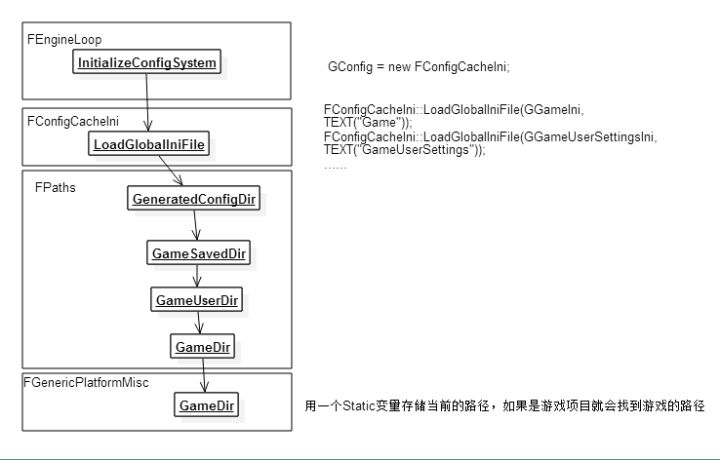 FEngineLoop
InitializeConfigSystem
GConfig = new FConfigCacheIni;
FConfigCacheIni
LoadGloballniFile
FConfigCacheIni::LoadGlobalIniFile(GGameIni,
TEXT("Game"));
FConfigCacheIni::LoadGlobalIniFile(GGameUserSettingsIni,
TEXT("GameUserSettings"));
......
FPaths
GeneratedConfigDir
GameSavedDir
GameUserDir
GameDir
FGenericPlatformMisc
GameDir
用一个Static变量存储当前的路径，如果是游戏项目就会找到游戏的路径